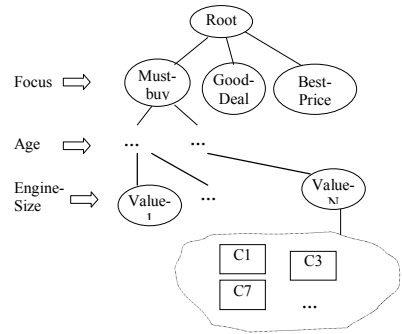 Root
Focus
Must-
buy
Good-
Deal
Best-
Price
Age
...
...
Engine-
Size
Value-
1
...
Value-
N
C1
C3
C7
...